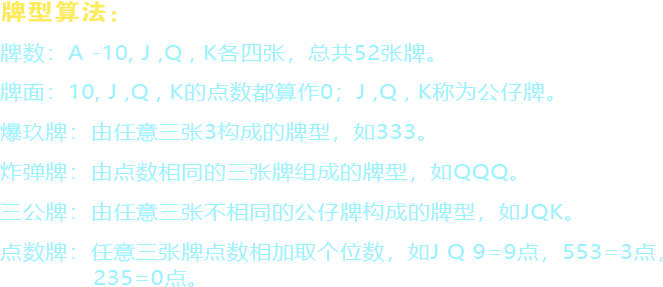 牌型算法：
牌数：A -10, J ,Q , K各四张，总共52张牌。
牌面：10, J ,Q , K的点数都算作0；J ,Q , K称为公仔牌。
爆玖牌：由任意三张3构成的牌型，如333。
炸弹牌：由点数相同的三张牌组成的牌型，如QQQ。
三公牌：由任意三张不相同的公仔牌构成的牌型，如JQK。
点数牌：任意三张牌点数相加取个位数，如J Q 9=9点，553=3点，
235=0点。